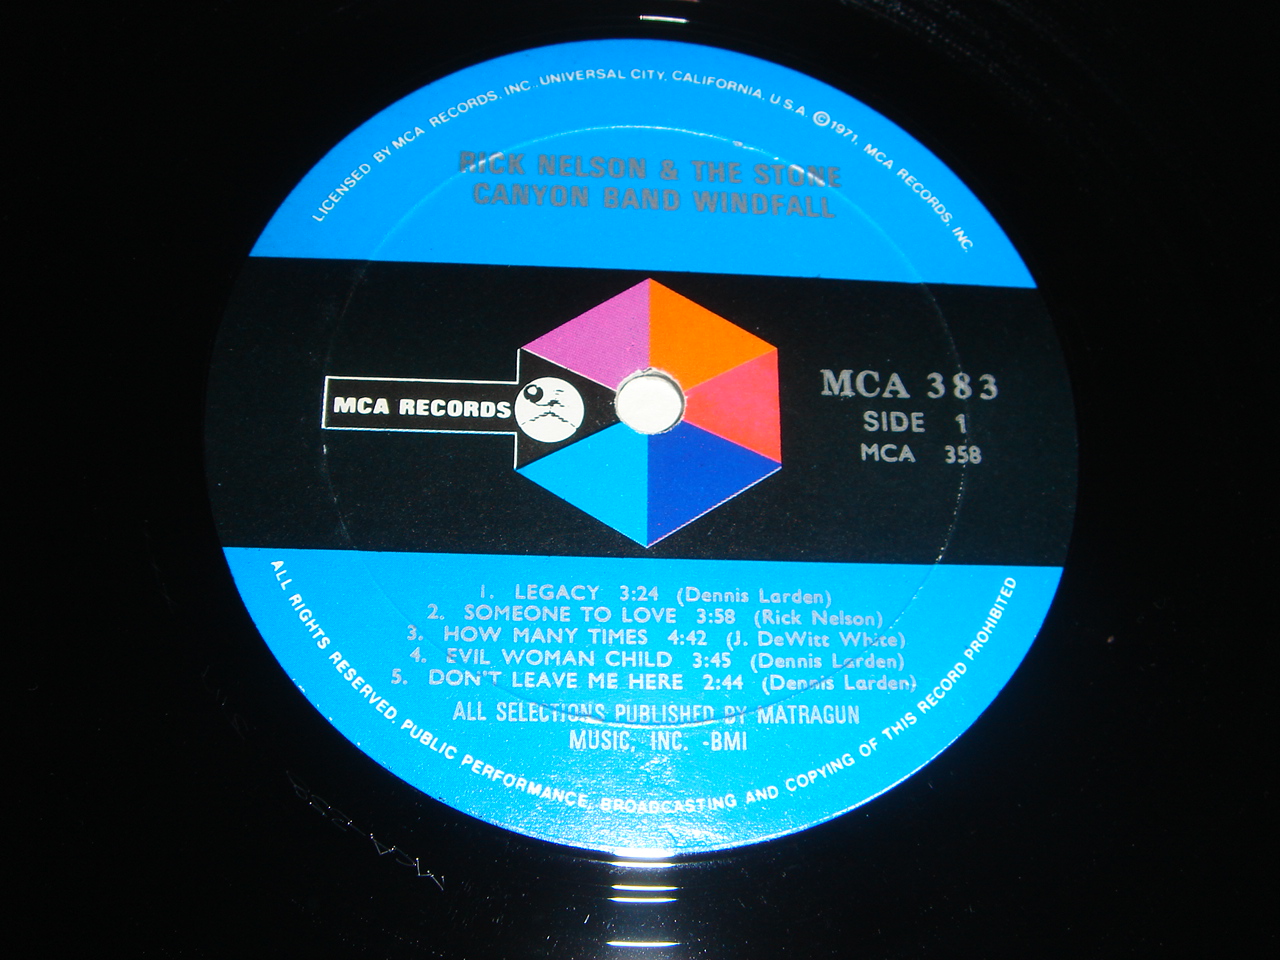 LICENSED BY MCA RECORDS, INC., UNIVERSAL CITY, CALIFORNIA, U.S.A. ©1971, MCA RECORDS, INC.
RICK NELSON & THE STONE
CANYON BAND WINDFALL
MCA RECORDS
MCA 383
SIDE 1
MCA 358
1. LEGACY 3:24 (Dennis Larden)
2. SOMEONE TO LOVE 3:58 (Rick Nelson)
3. HOW MANY TIMES 4:42 (J. DeWitt White)
4. EVIL WOMAN CHILD 3:45 (Dennis Larden)
5. DON'T LEAVE ME HERE 2:44 (Dennis Larden)
ALL SELECTIONS PUBLISHED BY MATRAGUN
MUSIC, INC. -BMI
ALL RIGHTS RESERVED. PUBLIC PERFORMANCE, BROADCASTING AND COPYING OF THIS RECORD PROHIBITED